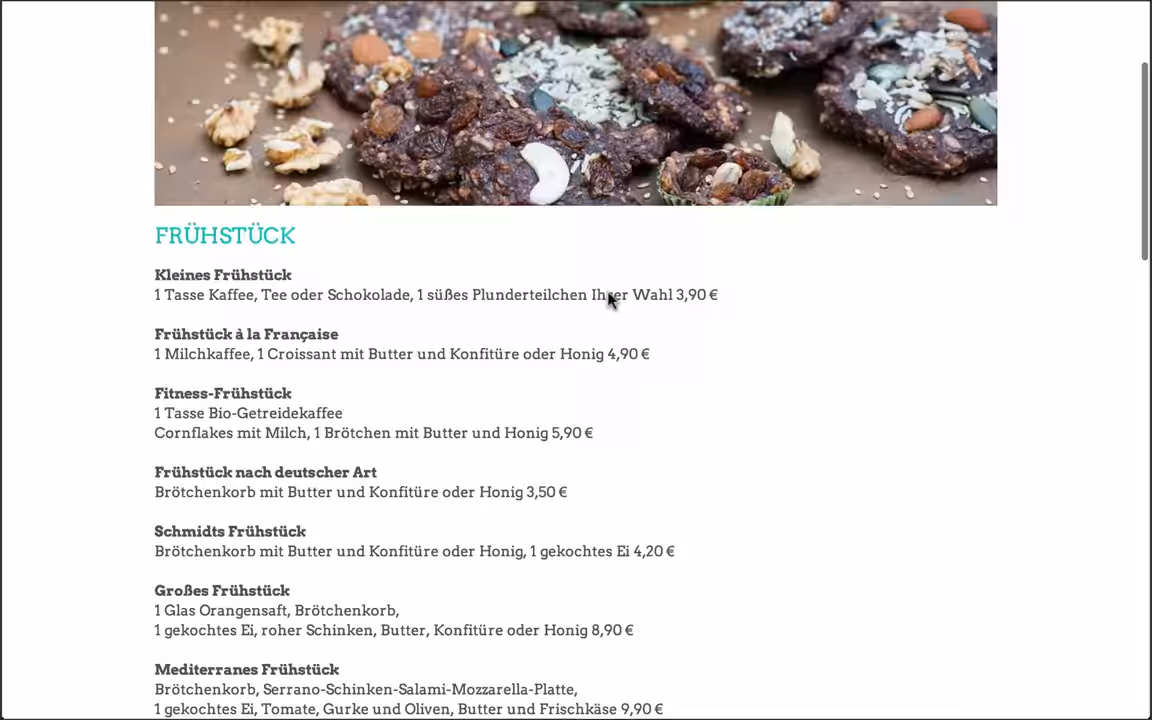 FRÜHSTÜCK
Kleines Frühstück
1 Tasse Kaffee, Tee oder Schokolade, 1 süßes Plunderteilchen Ihrer Wahl 3,90 €
Frühstück à la Française
1 Milchkaffee, 1 Croissant mit Butter und Konfitüre oder Honig 4,90 €
Fitness-Frühstück
1 Tasse Bio-Getreidekaffee
Cornflakes mit Milch, 1 Brötchen mit Butter und Honig 5,90 €
Frühstück nach deutscher Art
Brötchenkorb mit Butter und Konfitüre oder Honig 3,50 €
Schmidts Frühstück
Brötchenkorb mit Butter und Konfitüre oder Honig, 1 gekochtes Ei 4,20 €
Großes Frühstück
1 Glas Orangensaft, Brötchenkorb,
1 gekochtes Ei, roher Schinken, Butter, Konfitüre oder Honig 8,90 €
Mediterranes Frühstück
Brötchenkorb, Serrano-Schinken-Salami-Mozzarella-Platte,
1 gekochtes Ei, Tomate, Gurke und Oliven, Butter und Frischkäse 9,90 €